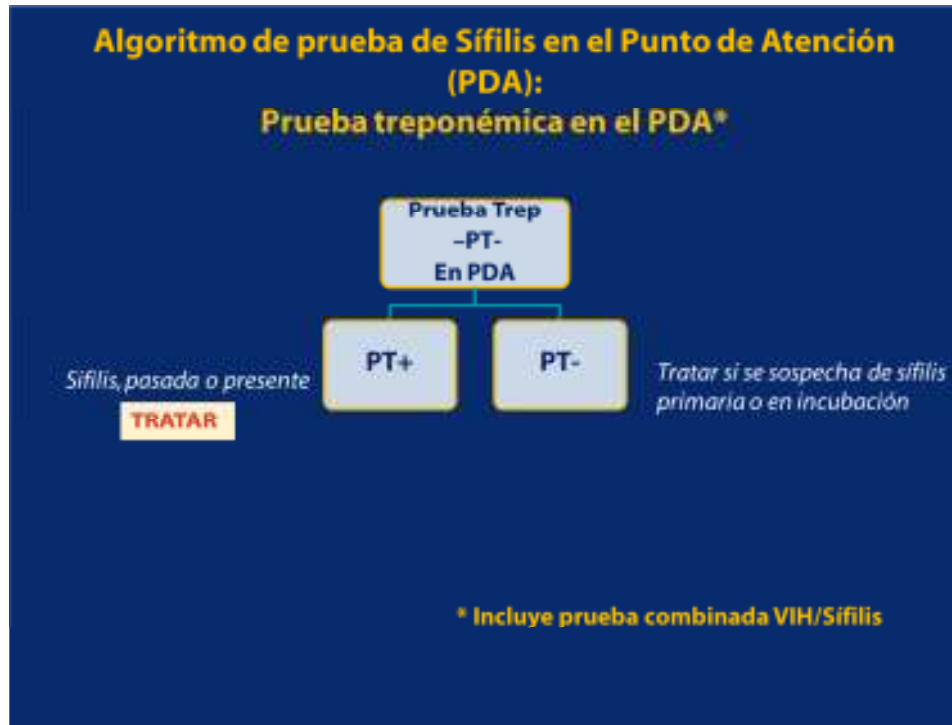 Algoritmo de prueba de Sífilis en el Punto de Atención
(PDA):
Prueba treponémica en el PDA*
Prueba Trep
–PT-
En PDA
PT+
PT-
Sífilis, pasada o presente
TRATAR
Tratar si se sospecha de sífilis
primaria o en incubación
* Incluye prueba combinada VIH/Sífilis